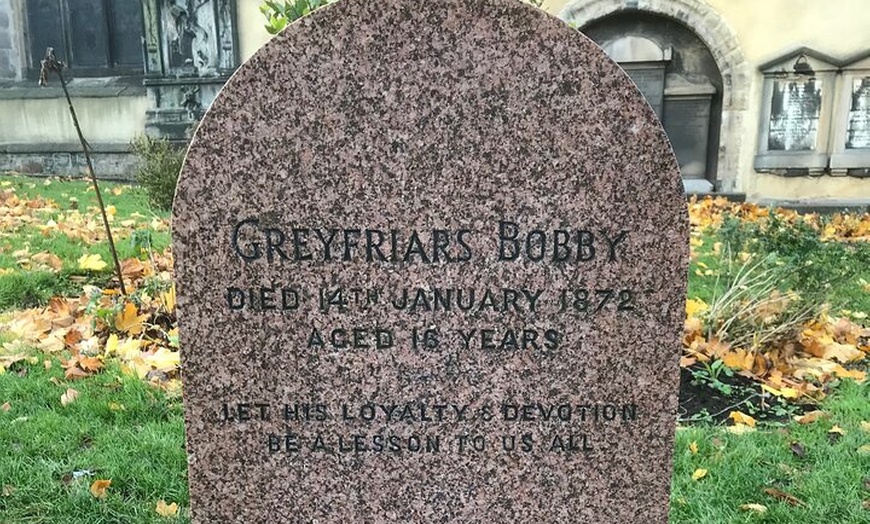 GREYFRIARS BOBBY
DIED 14TH JANUARY 1872
AGED 16 YEARS
LET HIS LOYALTY & DEVOTION
BE A LESSON TO US ALL